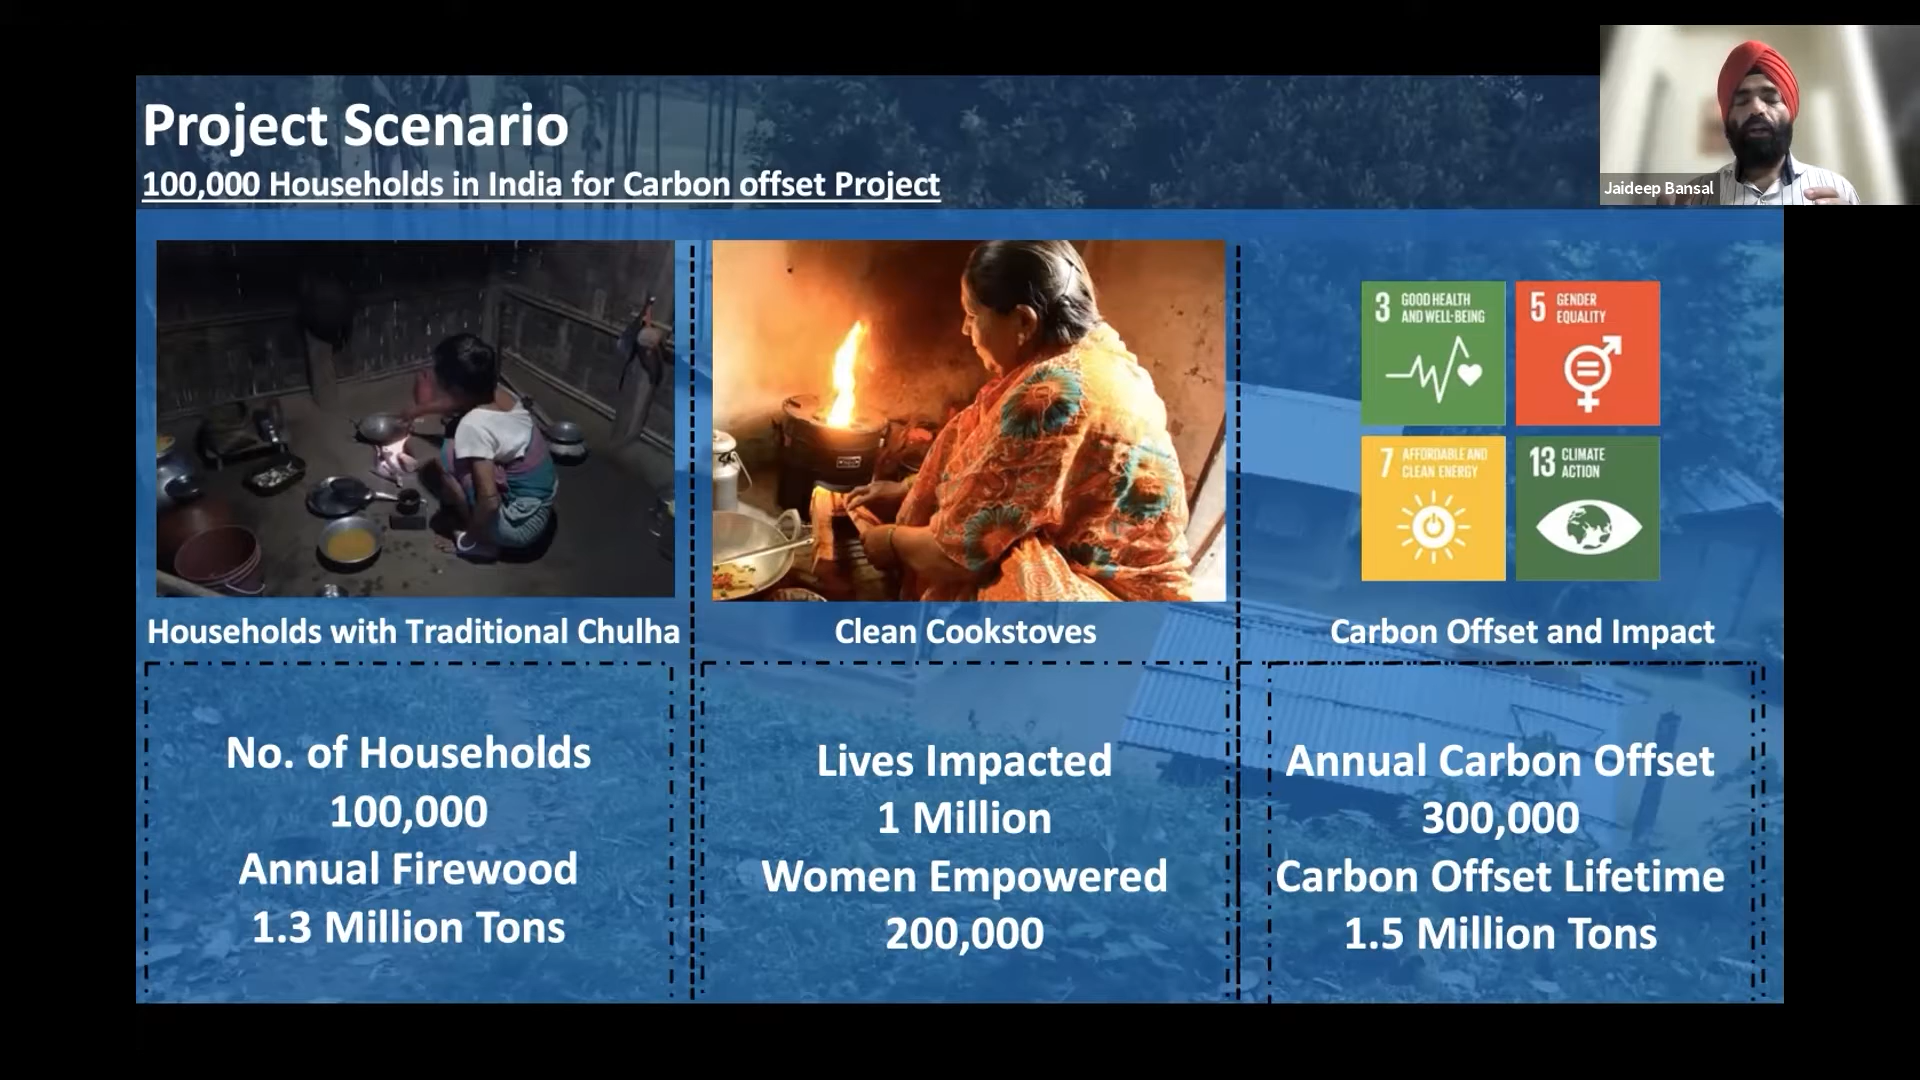 Project Scenario
100,000 Households in India for Carbon offset Project
Jaideep Bansal
3 GOOD HEALTH
AND WELL-BEING
5 GENDER
EQUALITY
7 AFFORDABLE AND
CLEAN ENERGY
13 CLIMATE
ACTION
Households with Traditional Chulha
Clean Cookstoves
Carbon Offset and Impact
No. of Households
100,000
Annual Firewood
1.3 Million Tons
Lives Impacted
1 Million
Women Empowered
200,000
Annual Carbon Offset
300,000
Carbon Offset Lifetime
1.5 Million Tons